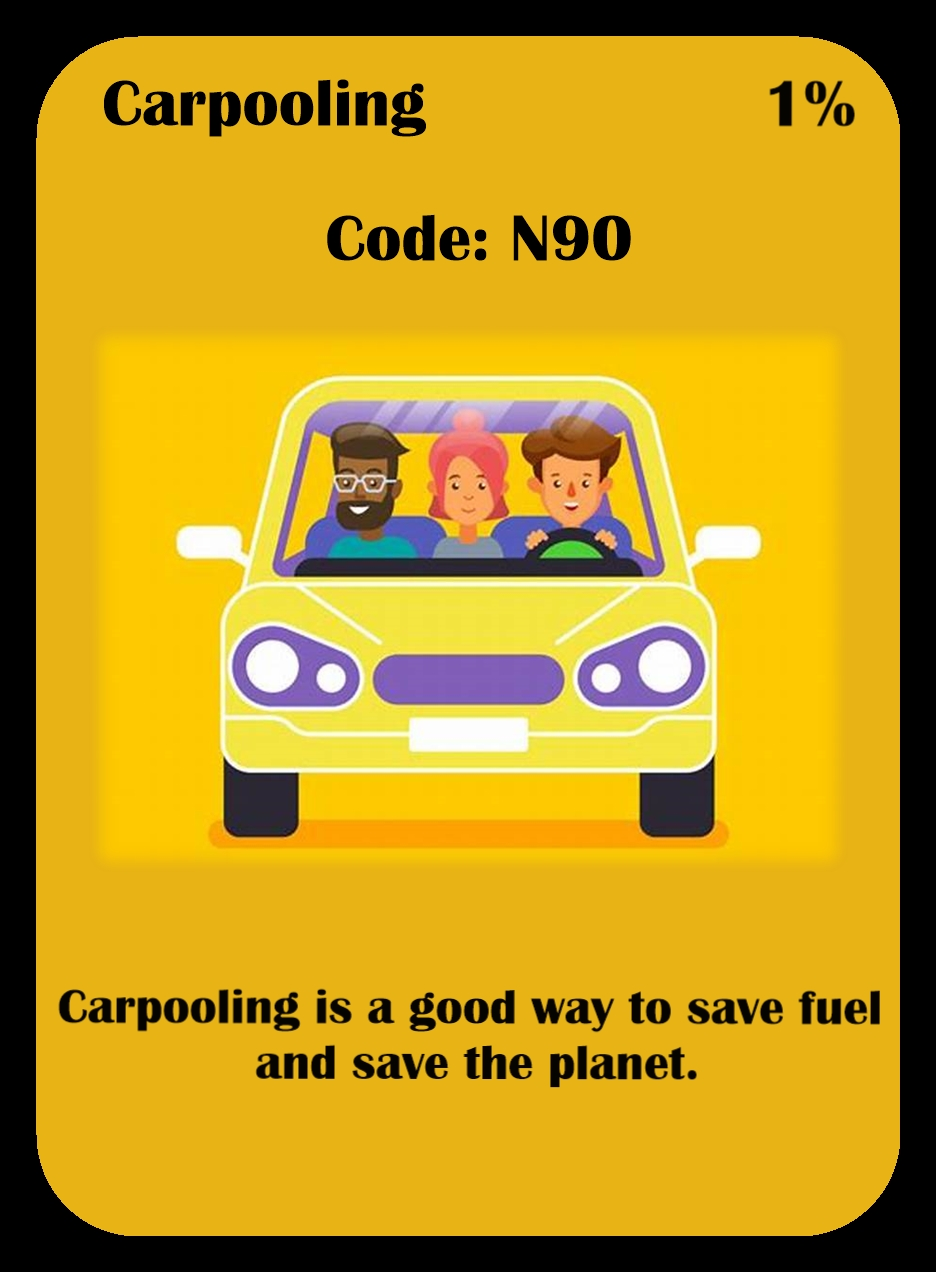 Carpooling 1%
Code: N90
Carpooling is a good way to save fuel
and save the planet.